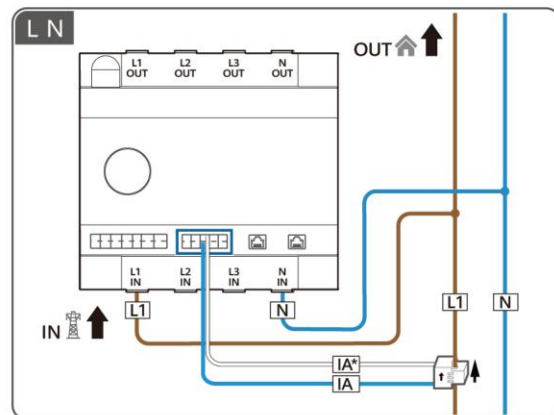 L N
L1 OUT
L2 OUT
L3 OUT
N OUT
OUT
L1 IN
L2 IN
L3 IN
N IN
L1
N
L1
N
IN
IA*
IA